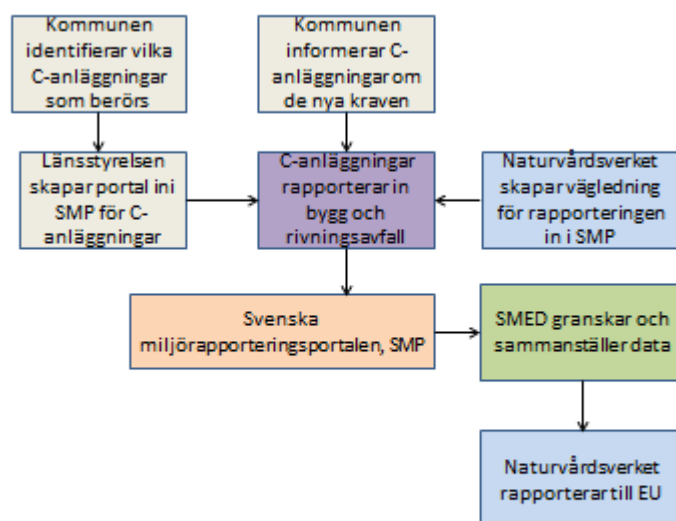 Kommunen
identifierar vilka
C-anläggningar
som berörs
Kommunen
informerar C-
anläggningar om
de nya kraven
Länsstyrelsen
skapar portal ini
SMP för C-
anläggningar
C-anläggningar
rapporterar in
bygg och
rivningsavfall
Naturvårdsverket
skapar vägledning
för rapporteringen
in i SMP
Svenska
miljörapporteringsportalen, SMP
SMED granskar och
sammanställer data
Naturvårdsverket
rapporterar till EU